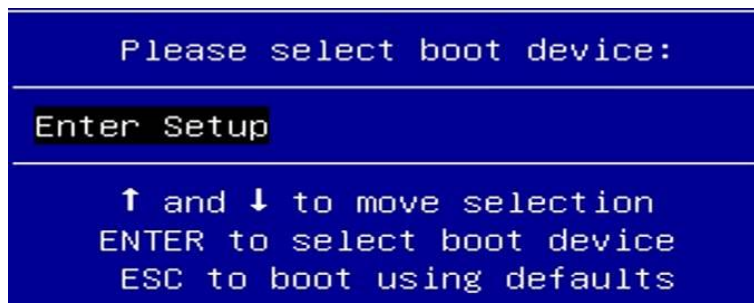 Please select boot device:
Enter Setup
↑ and ↓ to move selection
ENTER to select boot device
ESC to boot using defaults